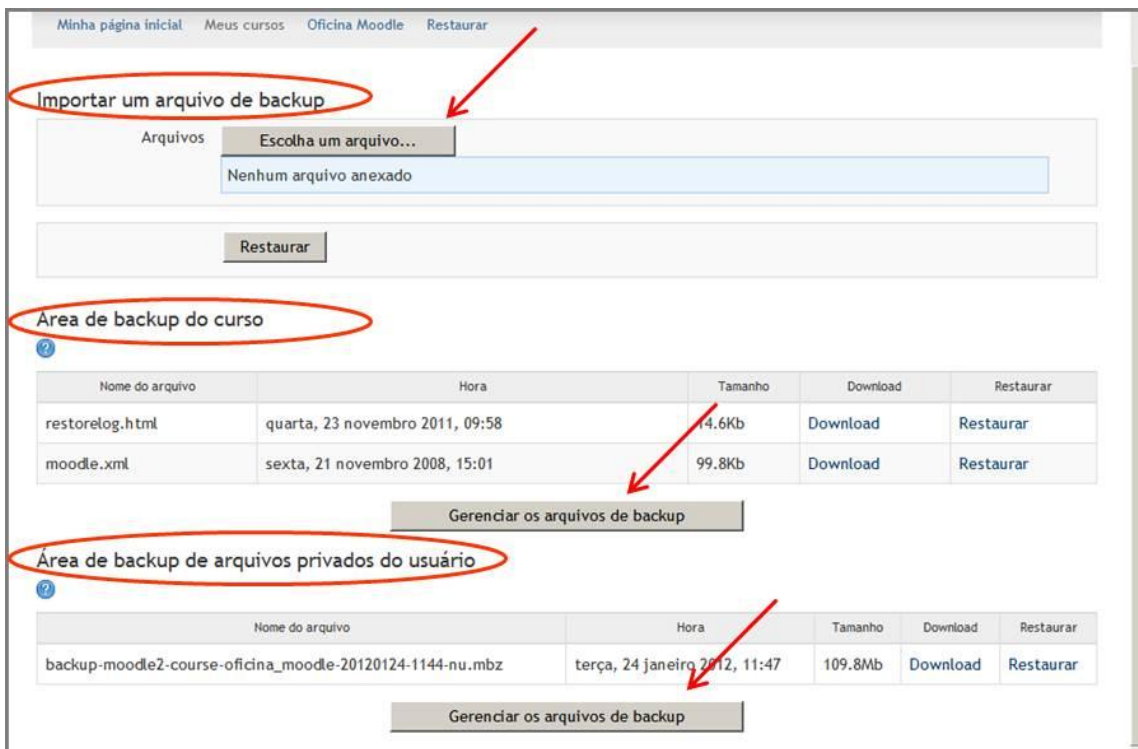 Minha página inicial Meus cursos Oficina Moodle Restaurar
Importar um arquivo de backup
Arquivos Escolha um arquivo...
Nenhum arquivo anexado
Restaurar
Área de backup do curso
Nome do arquivo Hora Tamanho Download Restaurar
restorelog.html quarta, 23 novembro 2011, 09:58 14.6Kb Download Restaurar
moodle.xml sexta, 21 novembro 2008, 15:01 99.8Kb Download Restaurar
Gerenciar os arquivos de backup
Área de backup de arquivos privados do usuário
Nome do arquivo Hora Tamanho Download Restaurar
backup-moodle2-course-oficina_moodle-20120124-1144-nu.mbz terça, 24 janeiro 2012, 11:47 109.8Mb Download Restaurar
Gerenciar os arquivos de backup